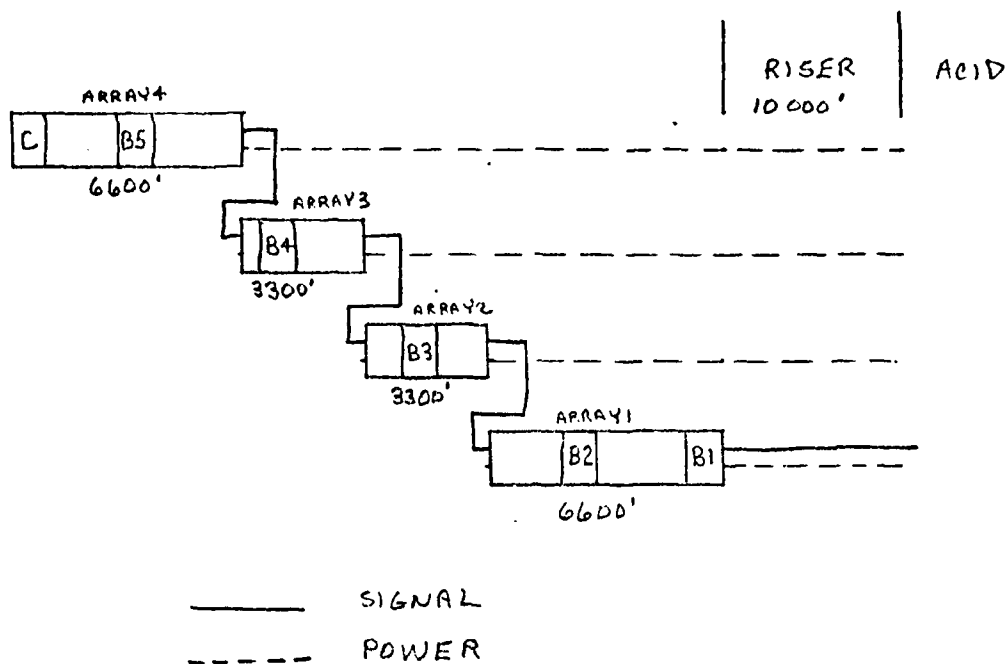 RISER ACID
10 000'
ARRAY4
C B5
6600'
ARRAY3
B4
3300'
ARRAY2
B3
3300'
ARRAY1
B2 B1
6600'
SIGNAL
POWER